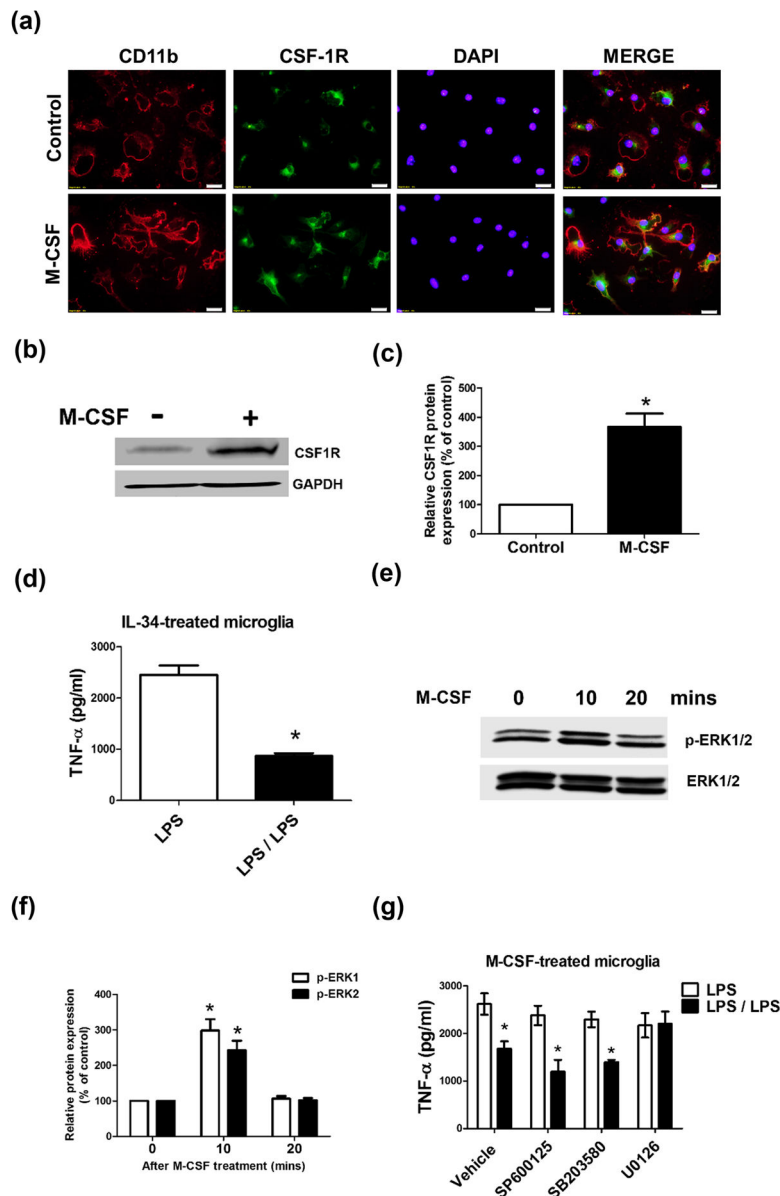 (a)
CD11b CSF-1R DAPI MERGE
Control
M-CSF
(b)
M-CSF - +
CSF1R
GAPDH
(c)
Relative CSF1R protein
expression (% of control)
500
400
300
200
100
0
*
Control M-CSF
(d)
IL-34-treated microglia
TNF-α (pg/ml)
3000
2000
1000
0
*
LPS LPS / LPS
(e)
M-CSF 0 10 20 mins
p-ERK1/2
ERK1/2
(f)
p-ERK1
p-ERK2
Relative protein expression
(% of control)
400
300
200
100
0
* *
0 10 20
After M-CSF treatment (mins)
(g)
M-CSF-treated microglia
LPS
LPS / LPS
TNF-α (pg/ml)
3000
2000
1000
0
* * *
Vehicle SP600125 SB203580 U0126